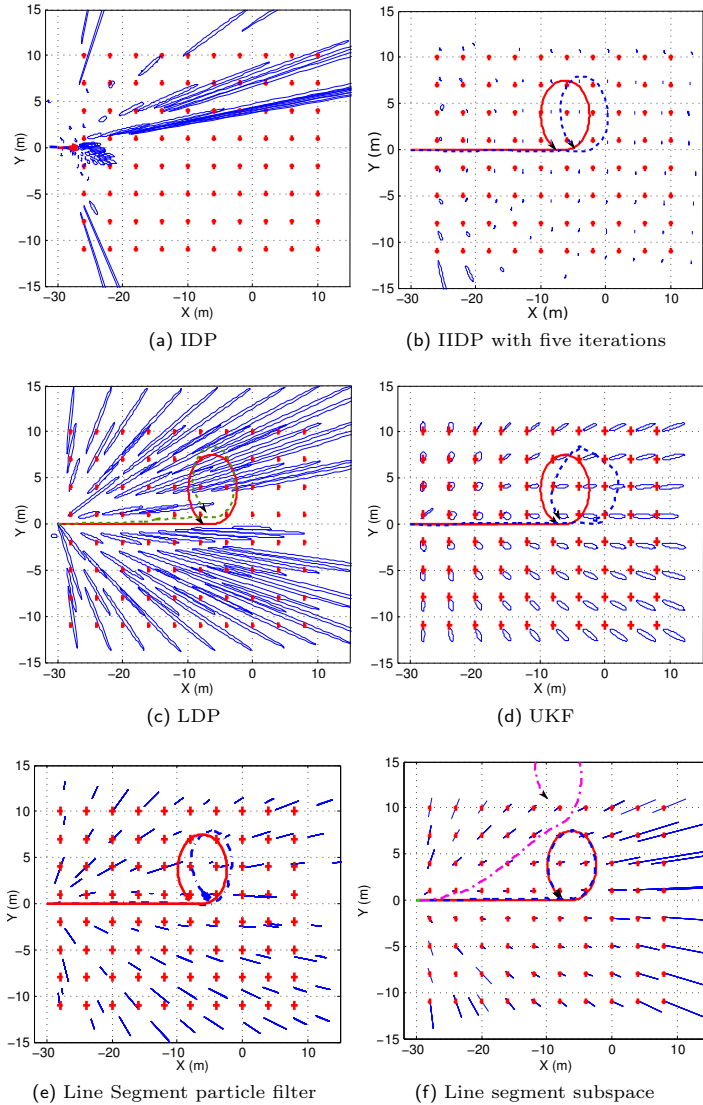 15
10
5
0
−5
−10
−15
Y (m)
−30 −20 −10 0 10
X (m)
(a) IDP
15
10
5
0
−5
−10
−15
Y (m)
−30 −20 −10 0 10
X (m)
(b) IIDP with five iterations
15
10
5
0
−5
−10
−15
Y (m)
−30 −20 −10 0 10
X (m)
(c) LDP
15
10
5
0
−5
−10
−15
Y (m)
−30 −20 −10 0 10
X (m)
(d) UKF
15
10
5
0
−5
−10
−15
Y (m)
−30 −20 −10 0 10
X (m)
(e) Line Segment particle filter
15
10
5
0
−5
−10
−15
Y (m)
−30 −20 −10 0 10
X (m)
(f) Line segment subspace